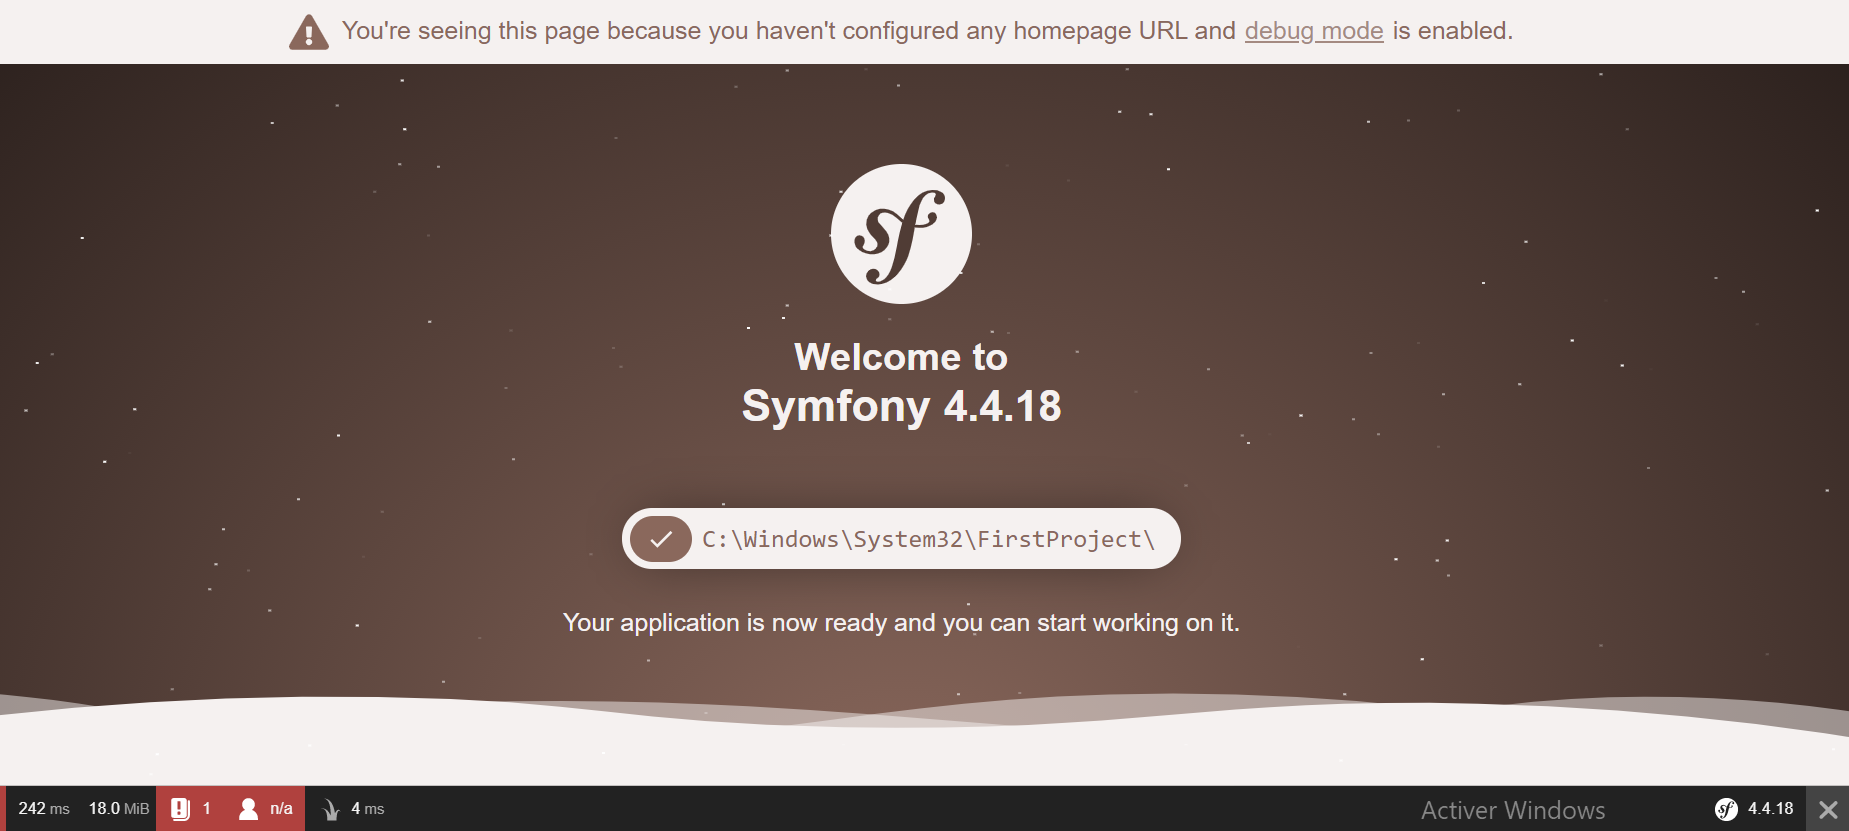 You're seeing this page because you haven't configured any homepage URL and debug mode is enabled.
sf
Welcome to
Symfony 4.4.18
C:\Windows\System32\FirstProject\
Your application is now ready and you can start working on it.
242 ms 18.0 MiB 1 n/a 4 ms Activer Windows sf 4.4.18